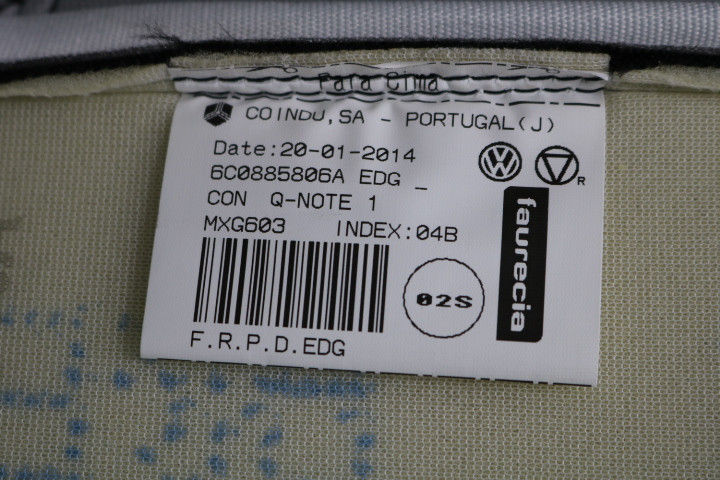 Para Cima
COINDU,SA - PORTUGAL(J)
Date:20-01-2014
6C0885806A EDG _
CON Q-NOTE 1
MXG603 INDEX:04B
R
faurecia
02S
F.R.P.D.EDG